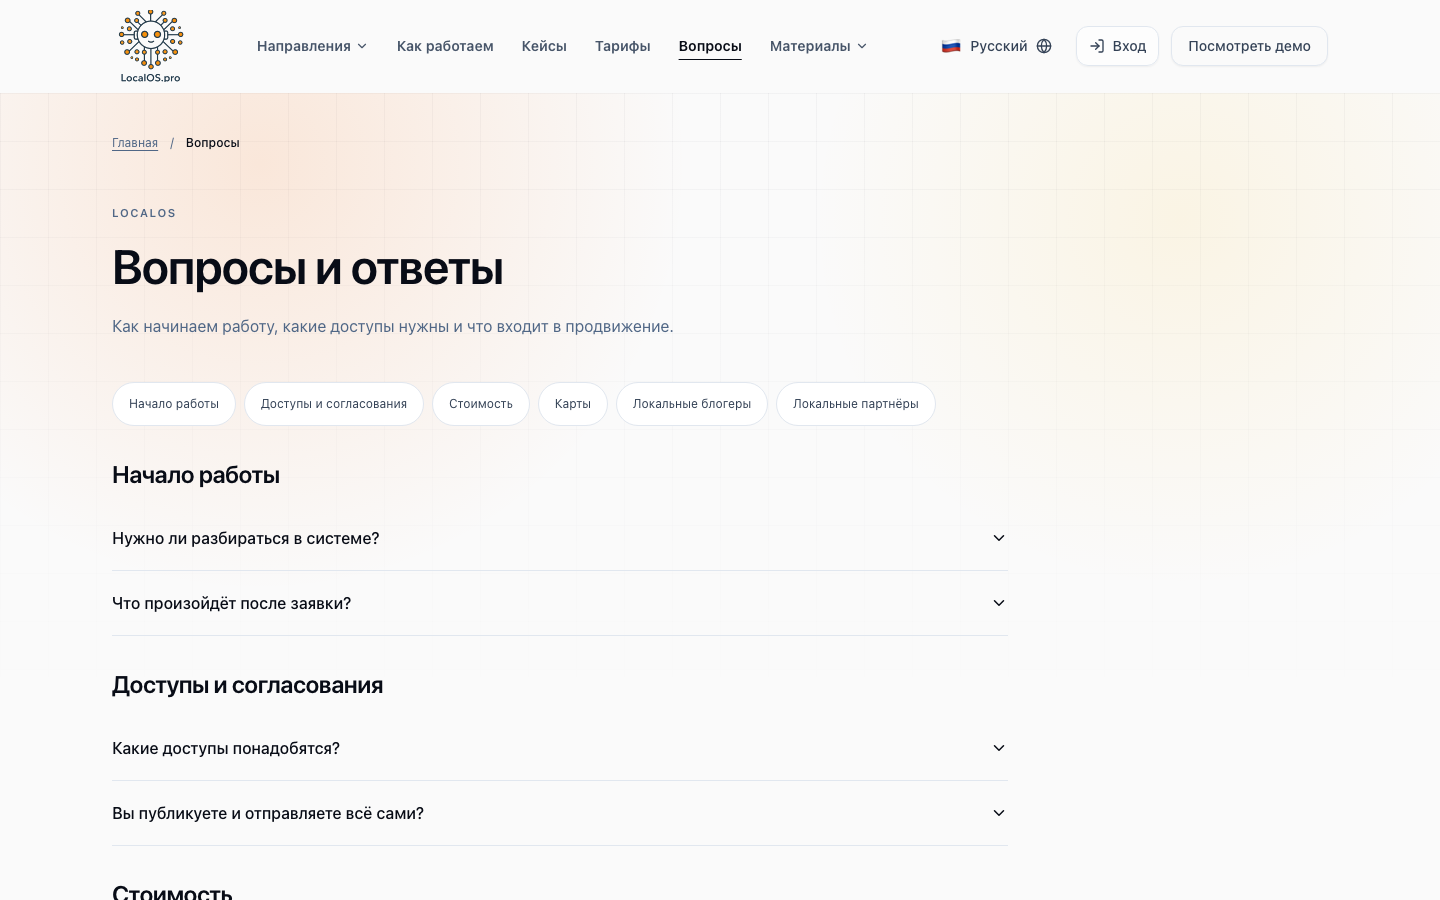 LocalOS.pro
Направления
Как работаем
Кейсы
Тарифы
Вопросы
Материалы
Русский
Вход
Посмотреть демо
Главная / Вопросы
LOCALOS
Вопросы и ответы
Как начинаем работу, какие доступы нужны и что входит в продвижение.
Начало работы
Доступы и согласования
Стоимость
Карты
Локальные блогеры
Локальные партнёры
Начало работы
Нужно ли разбираться в системе?
Что произойдёт после заявки?
Доступы и согласования
Какие доступы понадобятся?
Вы публикуете и отправляете всё сами?
Стоимость